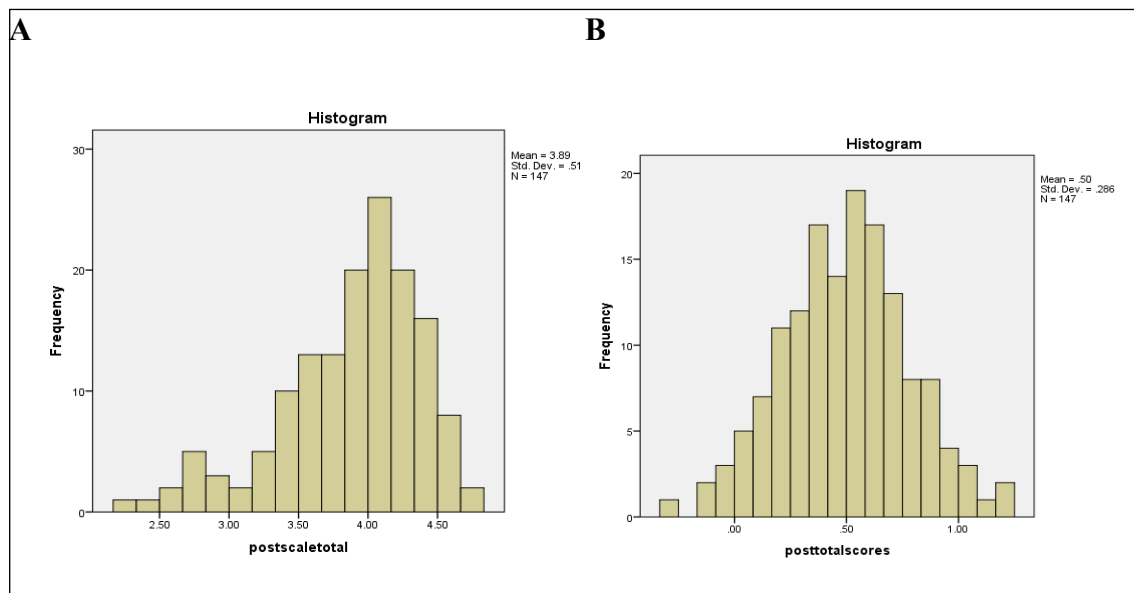 A
B
Histogram
Mean = 3.89
Std. Dev. = .51
N = 147
30
20
10
0
Frequency
2.50 3.00 3.50 4.00 4.50
postscaletotal
Histogram
Mean = .50
Std. Dev. = .286
N = 147
20
15
10
5
0
Frequency
.00 .50 1.00
posttotalscores